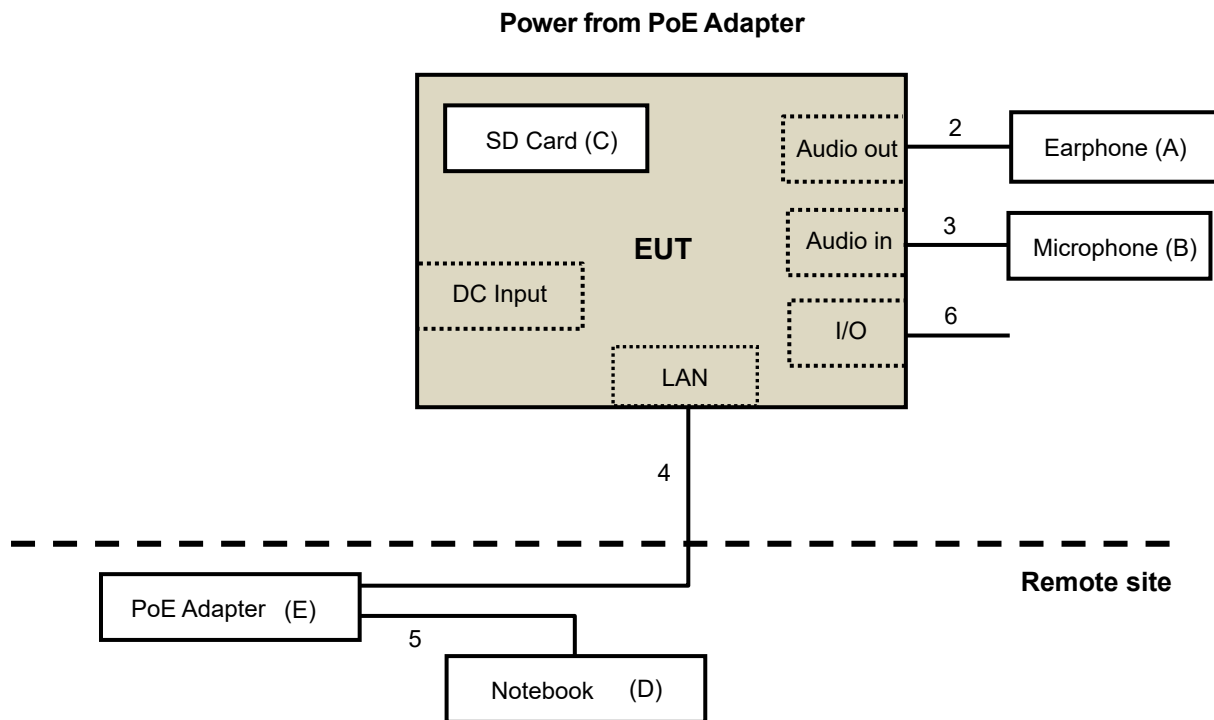 Power from PoE Adapter
SD Card (C)
Audio out
2
Earphone (A)
EUT
Audio in
3
Microphone (B)
DC Input
I/O
6
LAN
4
Remote site
PoE Adapter (E)
5
Notebook (D)